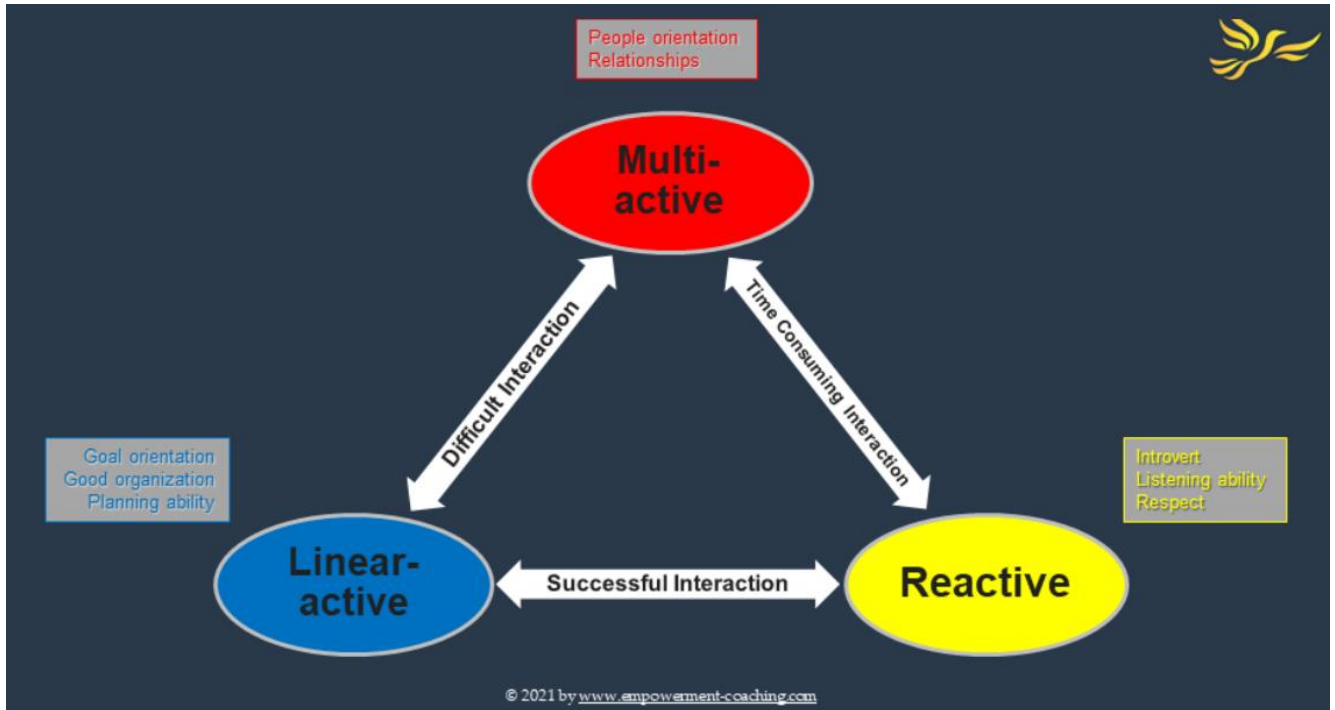 People orientation
Relationships
Multi-
active
Difficult Interaction
Time Consuming Interaction
Goal orientation
Good organization
Planning ability
Introvert
Listening ability
Respect
Linear-
active
Successful Interaction
Reactive
© 2021 by www.empowerment-coaching.com